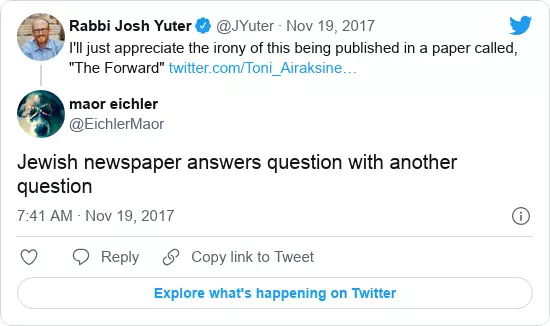 Rabbi Josh Yuter @JYuter · Nov 19, 2017
I'll just appreciate the irony of this being published in a paper called,
"The Forward" twitter.com/Toni_Airaksine…
maor eichler
@EichlerMaor
Jewish newspaper answers question with another
question
7:41 AM · Nov 19, 2017
Reply Copy link to Tweet
Explore what's happening on Twitter